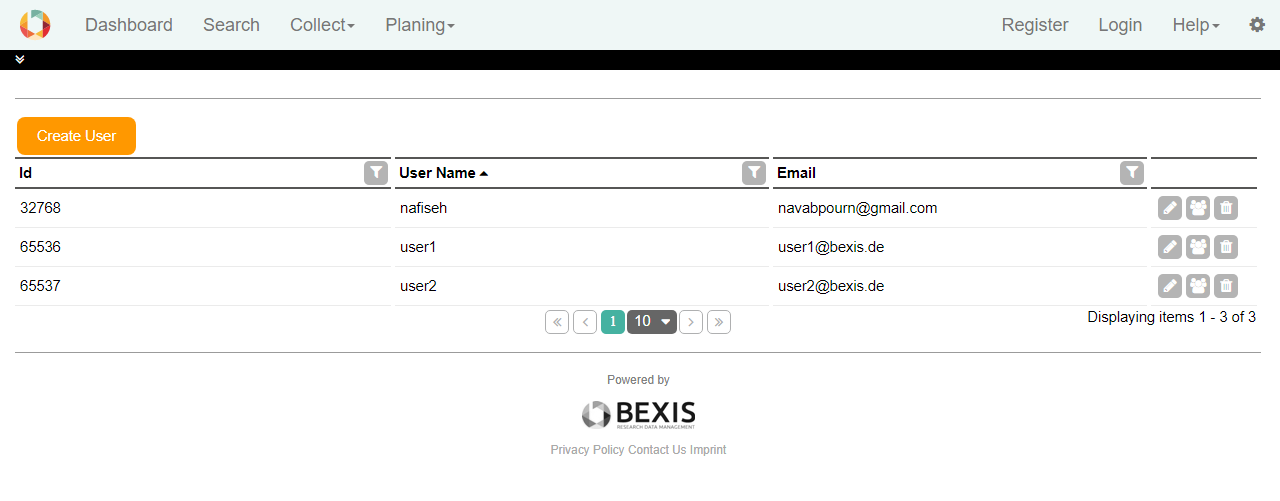 Dashboard Search Collect Planing Register Login Help
Create User
Id User Name Email
32768 nafiseh navabpourn@gmail.com
65536 user1 user1@bexis.de
65537 user2 user2@bexis.de
1 10 Displaying items 1 - 3 of 3
Powered by
BEXIS
RESEARCH DATA MANAGEMENT
Privacy Policy Contact Us Imprint